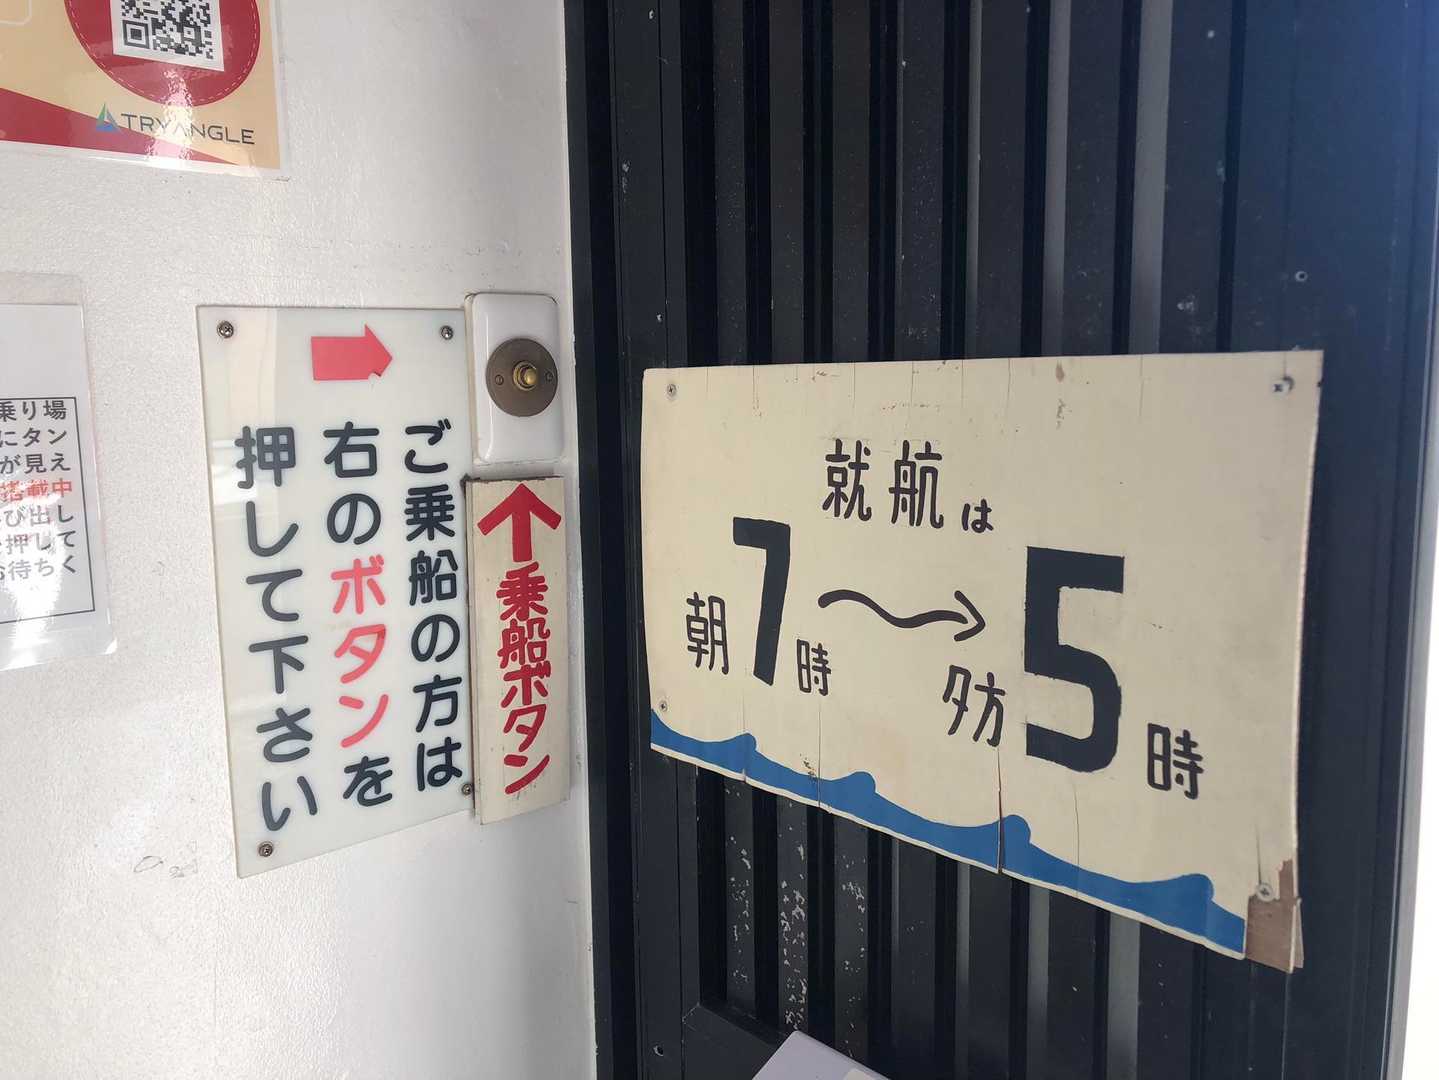 TRYANGLE
乗り場
にタン
が見え
搭載中
び出し
押して
お待ちく
ご乗船の方は
右のボタンを
押して下さい
乗船ボタン
就航は
朝7時〜夕方5時